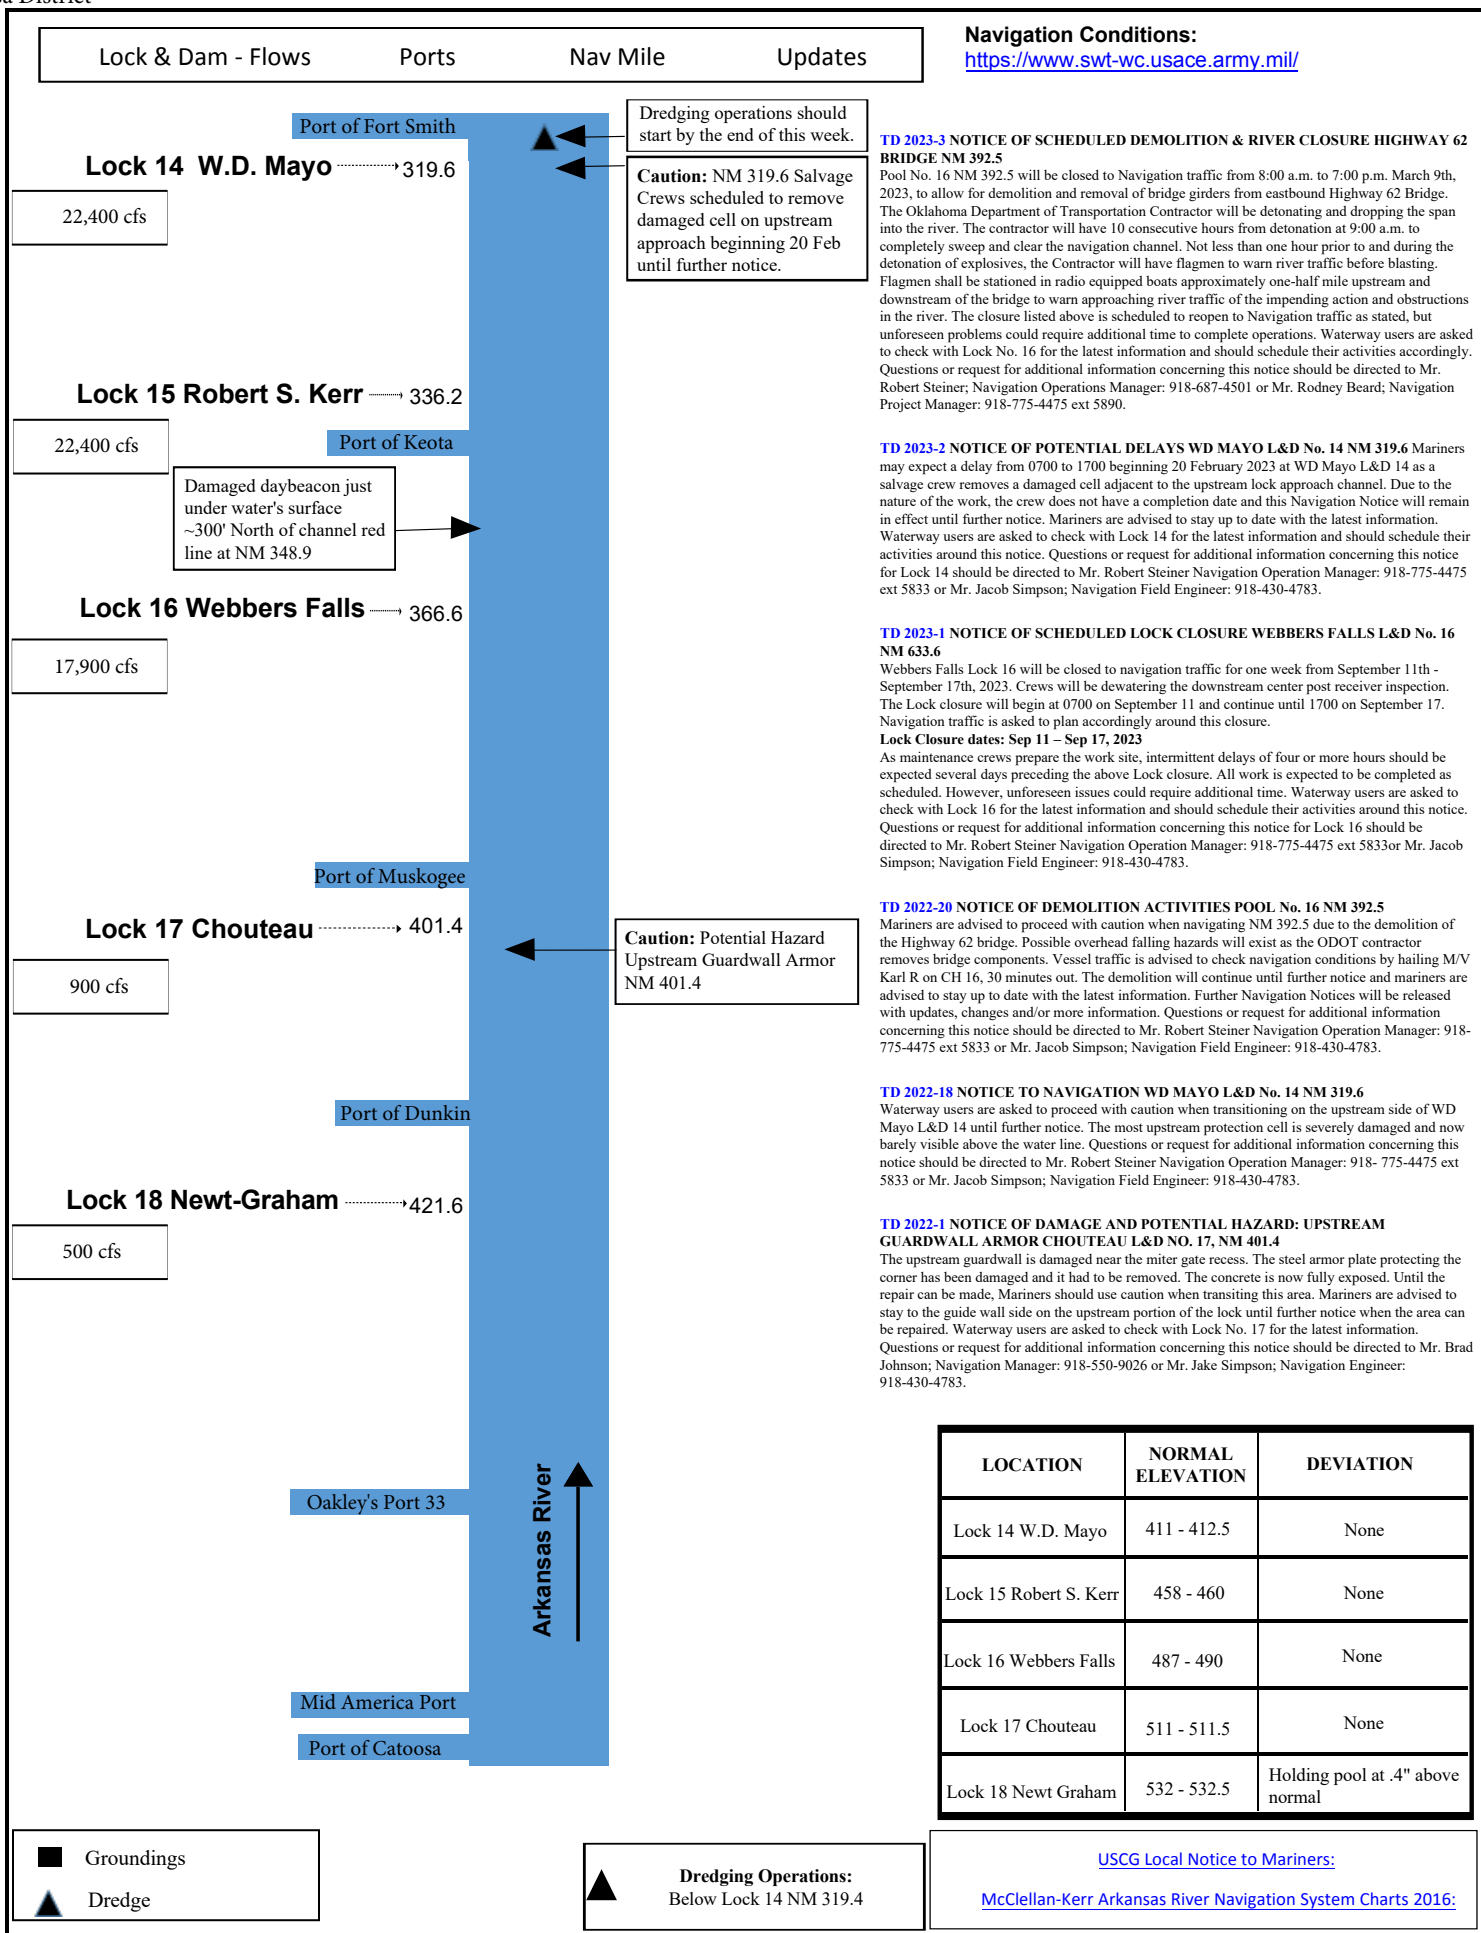 District
Lock & Dam - Flows Ports Nav Mile Updates
Navigation Conditions:
https://www.swt-wc.usace.army.mil/
Port of Fort Smith
Dredging operations should
start by the end of this week.
Lock 14 W.D. Mayo 319.6
22,400 cfs
Caution: NM 319.6 Salvage
Crews scheduled to remove
damaged cell on upstream
approach beginning 20 Feb
until further notice.
Lock 15 Robert S. Kerr 336.2
22,400 cfs
Port of Keota
Damaged daybeacon just
under water's surface
~300' North of channel red
line at NM 348.9
Lock 16 Webbers Falls 366.6
17,900 cfs
Port of Muskogee
Lock 17 Chouteau 401.4
900 cfs
Caution: Potential Hazard
Upstream Guardwall Armor
NM 401.4
Port of Dunkin
Lock 18 Newt-Graham 421.6
500 cfs
Oakley's Port 33
Arkansas River
Mid America Port
Port of Catoosa
TD 2023-3 NOTICE OF SCHEDULED DEMOLITION & RIVER CLOSURE HIGHWAY 62
BRIDGE NM 392.5
Pool No. 16 NM 392.5 will be closed to Navigation traffic from 8:00 a.m. to 7:00 p.m. March 9th,
2023, to allow for demolition and removal of bridge girders from eastbound Highway 62 Bridge.
The Oklahoma Department of Transportation Contractor will be detonating and dropping the span
into the river. The contractor will have 10 consecutive hours from detonation at 9:00 a.m. to
completely sweep and clear the navigation channel. Not less than one hour prior to and during the
detonation of explosives, the Contractor will have flagmen to warn river traffic before blasting.
Flagmen shall be stationed in radio equipped boats approximately one-half mile upstream and
downstream of the bridge to warn approaching river traffic of the impending action and obstructions
in the river. The closure listed above is scheduled to reopen to Navigation traffic as stated, but
unforeseen problems could require additional time to complete operations. Waterway users are asked
to check with Lock No. 16 for the latest information and should schedule their activities accordingly.
Questions or request for additional information concerning this notice should be directed to Mr.
Robert Steiner; Navigation Operations Manager: 918-687-4501 or Mr. Rodney Beard; Navigation
Project Manager: 918-775-4475 ext 5890.
TD 2023-2 NOTICE OF POTENTIAL DELAYS WD MAYO L&D No. 14 NM 319.6 Mariners
may expect a delay from 0700 to 1700 beginning 20 February 2023 at WD Mayo L&D 14 as a
salvage crew removes a damaged cell adjacent to the upstream lock approach channel. Due to the
nature of the work, the crew does not have a completion date and this Navigation Notice will remain
in effect until further notice. Mariners are advised to stay up to date with the latest information.
Waterway users are asked to check with Lock 14 for the latest information and should schedule their
activities around this notice. Questions or request for additional information concerning this notice
for Lock 14 should be directed to Mr. Robert Steiner Navigation Operation Manager: 918-775-4475
ext 5833 or Mr. Jacob Simpson; Navigation Field Engineer: 918-430-4783.
TD 2023-1 NOTICE OF SCHEDULED LOCK CLOSURE WEBBERS FALLS L&D No. 16
NM 633.6
Webbers Falls Lock 16 will be closed to navigation traffic for one week from September 11th -
September 17th, 2023. Crews will be dewatering the downstream center post receiver inspection.
The Lock closure will begin at 0700 on September 11 and continue until 1700 on September 17.
Navigation traffic is asked to plan accordingly around this closure.
Lock Closure dates: Sep 11 – Sep 17, 2023
As maintenance crews prepare the work site, intermittent delays of four or more hours should be
expected several days preceding the above Lock closure. All work is expected to be completed as
scheduled. However, unforeseen issues could require additional time. Waterway users are asked to
check with Lock 16 for the latest information and should schedule their activities around this notice.
Questions or request for additional information concerning this notice for Lock 16 should be
directed to Mr. Robert Steiner Navigation Operation Manager: 918-775-4475 ext 5833or Mr. Jacob
Simpson; Navigation Field Engineer: 918-430-4783.
TD 2022-20 NOTICE OF DEMOLITION ACTIVITIES POOL No. 16 NM 392.5
Mariners are advised to proceed with caution when navigating NM 392.5 due to the demolition of
the Highway 62 bridge. Possible overhead falling hazards will exist as the ODOT contractor
removes bridge components. Vessel traffic is advised to check navigation conditions by hailing M/V
Karl R on CH 16, 30 minutes out. The demolition will continue until further notice and mariners are
advised to stay up to date with the latest information. Further Navigation Notices will be released
with updates, changes and/or more information. Questions or request for additional information
concerning this notice should be directed to Mr. Robert Steiner Navigation Operation Manager: 918-
775-4475 ext 5833 or Mr. Jacob Simpson; Navigation Field Engineer: 918-430-4783.
TD 2022-18 NOTICE TO NAVIGATION WD MAYO L&D No. 14 NM 319.6
Waterway users are asked to proceed with caution when transitioning on the upstream side of WD
Mayo L&D 14 until further notice. The most upstream protection cell is severely damaged and now
barely visible above the water line. Questions or request for additional information concerning this
notice should be directed to Mr. Robert Steiner Navigation Operation Manager: 918- 775-4475 ext
5833 or Mr. Jacob Simpson; Navigation Field Engineer: 918-430-4783.
TD 2022-1 NOTICE OF DAMAGE AND POTENTIAL HAZARD: UPSTREAM
GUARDWALL ARMOR CHOUTEAU L&D NO. 17, NM 401.4
The upstream guardwall is damaged near the miter gate recess. The steel armor plate protecting the
corner has been damaged and it had to be removed. The concrete is now fully exposed. Until the
repair can be made, Mariners should use caution when transiting this area. Mariners are advised to
stay to the guide wall side on the upstream portion of the lock until further notice when the area can
be repaired. Waterway users are asked to check with Lock No. 17 for the latest information.
Questions or request for additional information concerning this notice should be directed to Mr. Brad
Johnson; Navigation Manager: 918-550-9026 or Mr. Jake Simpson; Navigation Engineer:
918-430-4783.
LOCATION NORMAL ELEVATION DEVIATION
Lock 14 W.D. Mayo 411 - 412.5 None
Lock 15 Robert S. Kerr 458 - 460 None
Lock 16 Webbers Falls 487 - 490 None
Lock 17 Chouteau 511 - 511.5 None
Lock 18 Newt Graham 532 - 532.5 Holding pool at .4" above
normal
Groundings
Dredge
Dredging Operations:
Below Lock 14 NM 319.4
USCG Local Notice to Mariners:
McClellan-Kerr Arkansas River Navigation System Charts 2016: